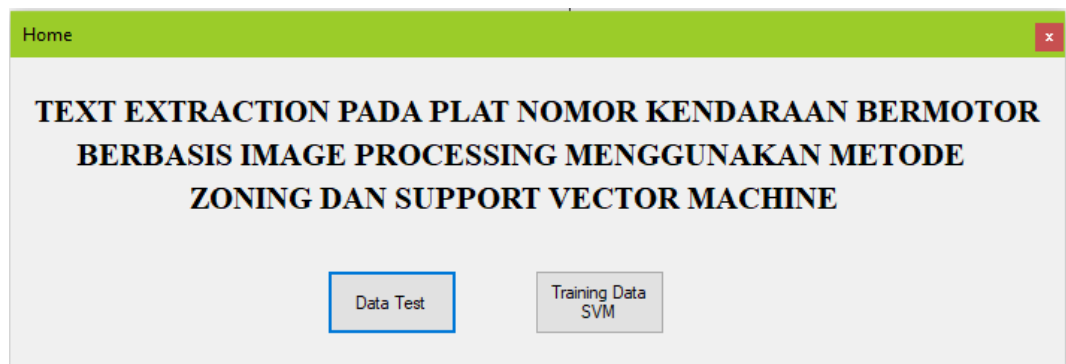 Home
x
TEXT EXTRACTION PADA PLAT NOMOR KENDARAAN BERMOTOR
BERBASIS IMAGE PROCESSING MENGGUNAKAN METODE
ZONING DAN SUPPORT VECTOR MACHINE
Data Test
Training Data
SVM